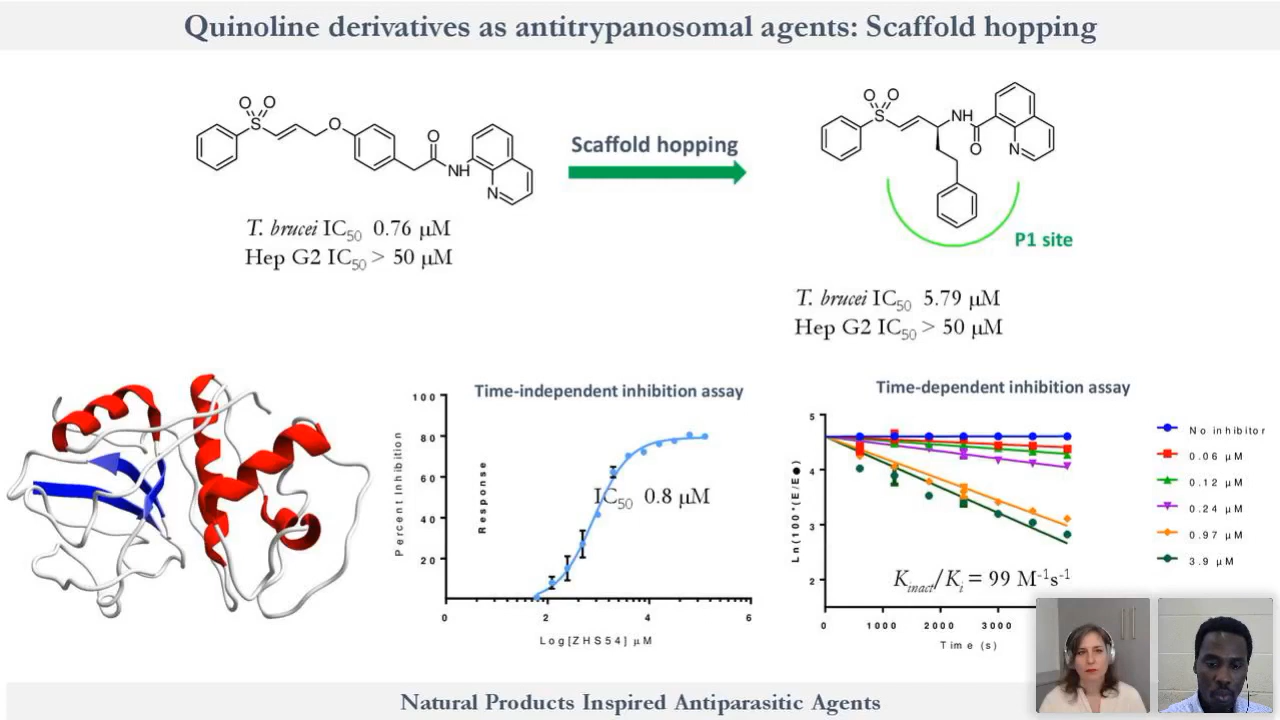 Quinoline derivatives as antitrypanosomal agents: Scaffold hopping
O O
S
O
O
NH
N
T. brucei IC50 0.76 μM
Hep G2 IC50 > 50 μM
Scaffold hopping
O O
S
NH
O
N
P1 site
T. brucei IC50 5.79 μM
Hep G2 IC50 > 50 μM
Time-independent inhibition assay
Percent Inhibition
Response
100
80
60
40
20
0 2 4 6
IC50 0.8 μM
Log[ZHS54] μM
Time-dependent inhibition assay
Ln(100*(E/E●)
5
4
3
2
0 1000 2000 3000
Kinact/Ki = 99 M-1s-1
Time (s)
No inhibitor
0.06 μM
0.12 μM
0.24 μM
0.97 μM
3.9 μM
Natural Products Inspired Antiparasitic Agents